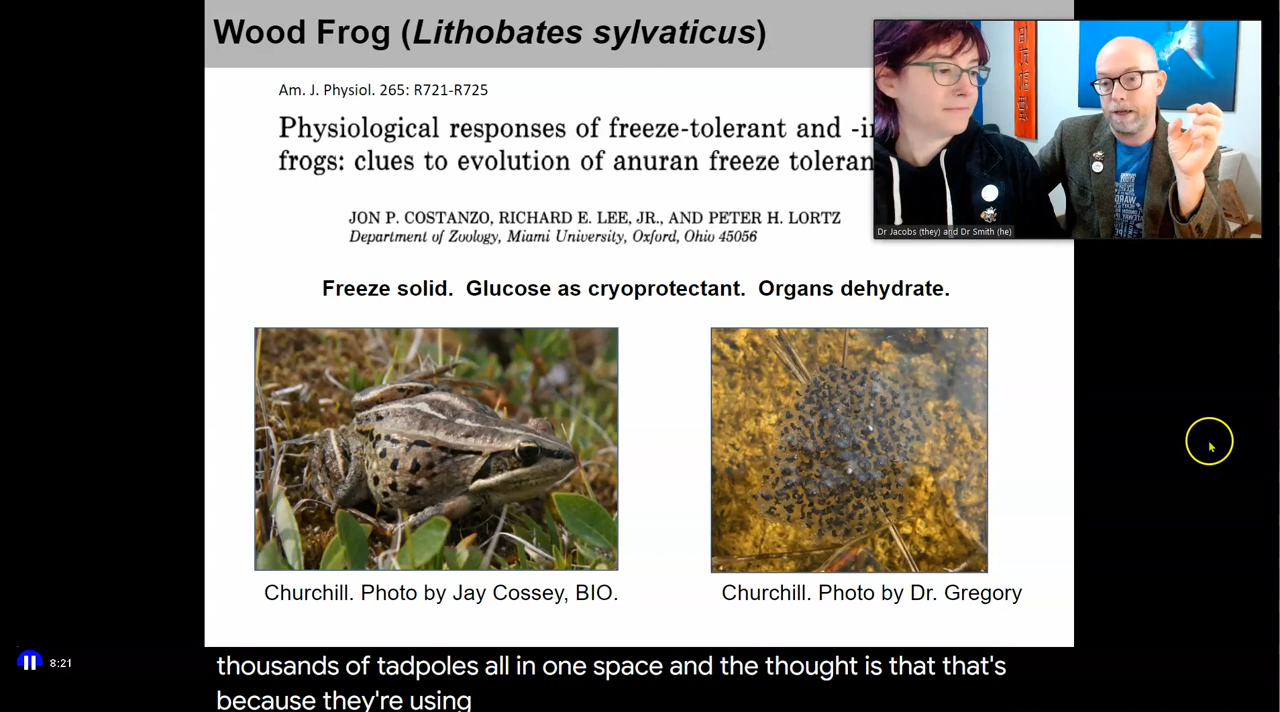 Wood Frog (Lithobates sylvaticus)
Am. J. Physiol. 265: R721-R725
Physiological responses of freeze-tolerant and -in
frogs: clues to evolution of anuran freeze toleran
JON P. COSTANZO, RICHARD E. LEE, JR., AND PETER H. LORTZ
Department of Zoology, Miami University, Oxford, Ohio 45056
Dr Jacobs (they) and Dr Smith (he)
Freeze solid. Glucose as cryoprotectant. Organs dehydrate.
Churchill. Photo by Jay Cossey, BIO.
Churchill. Photo by Dr. Gregory
8:21
thousands of tadpoles all in one space and the thought is that that's
because they're using